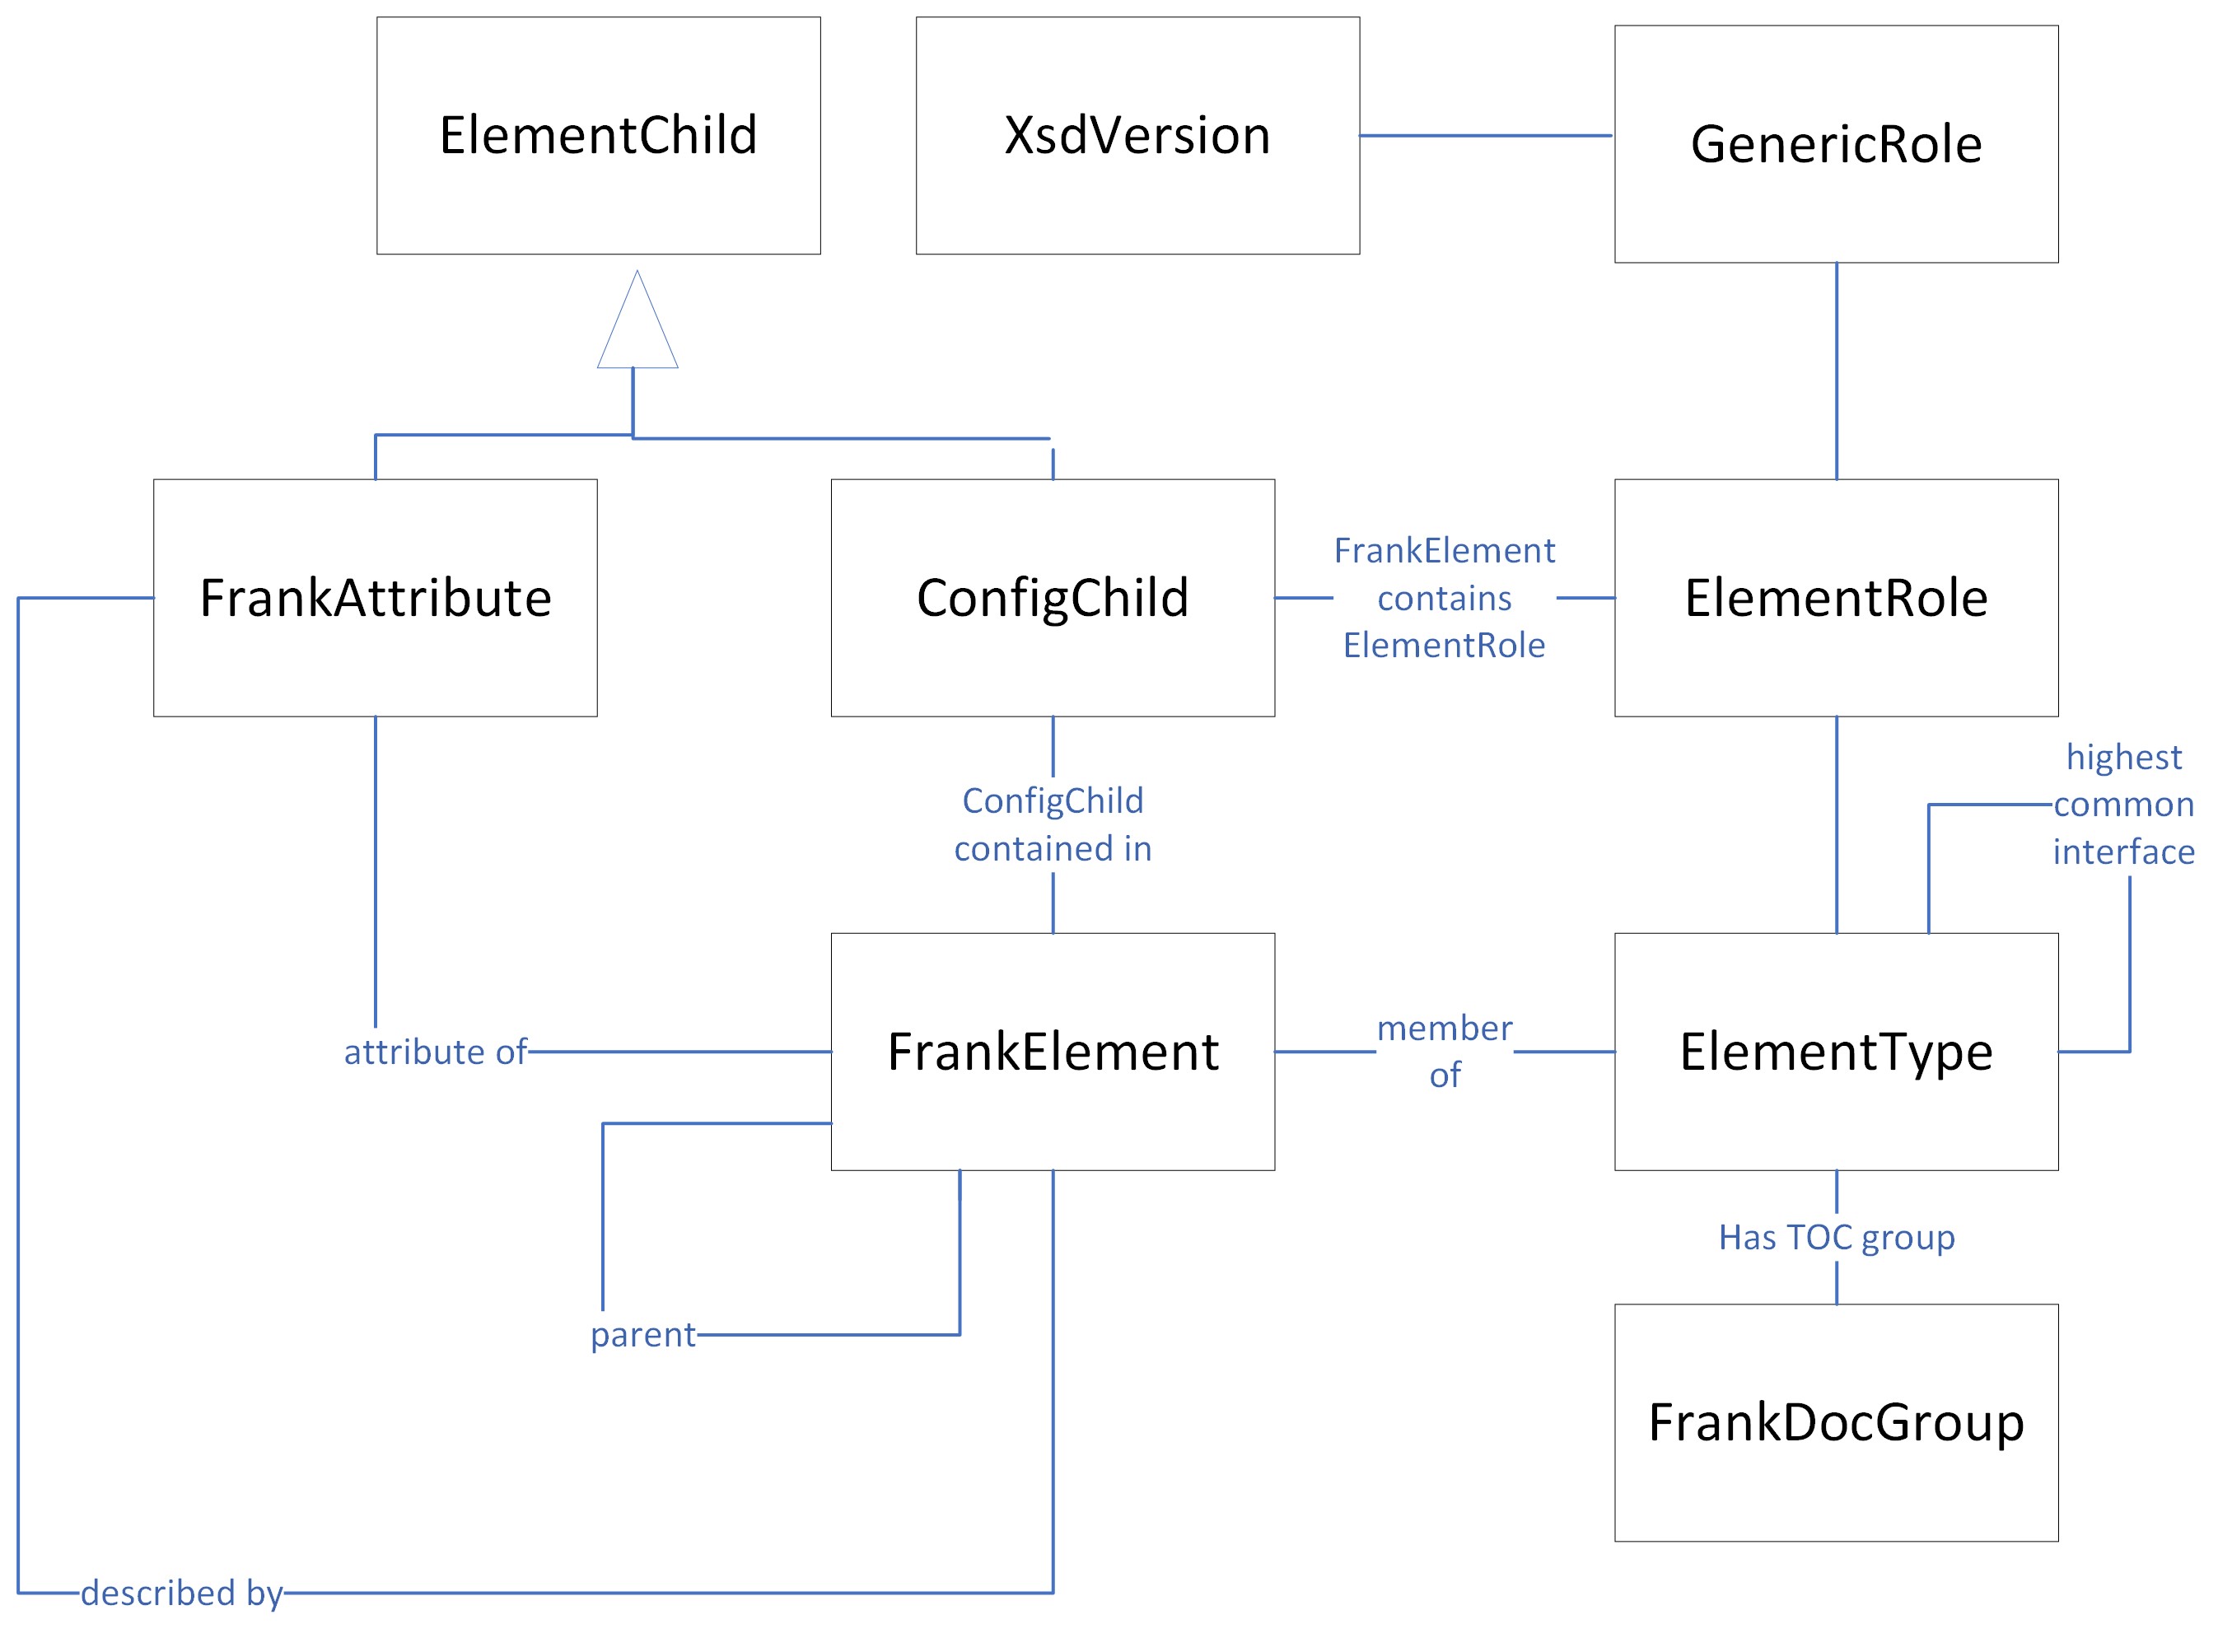 ElementChild
XsdVersion
GenericRole
FrankAttribute
ConfigChild
FrankElement
contains
ElementRole
ElementRole
highest
common
interface
ConfigChild
contained in
attribute of
FrankElement
member
of
ElementType
Has TOC group
parent
FrankDocGroup
described by